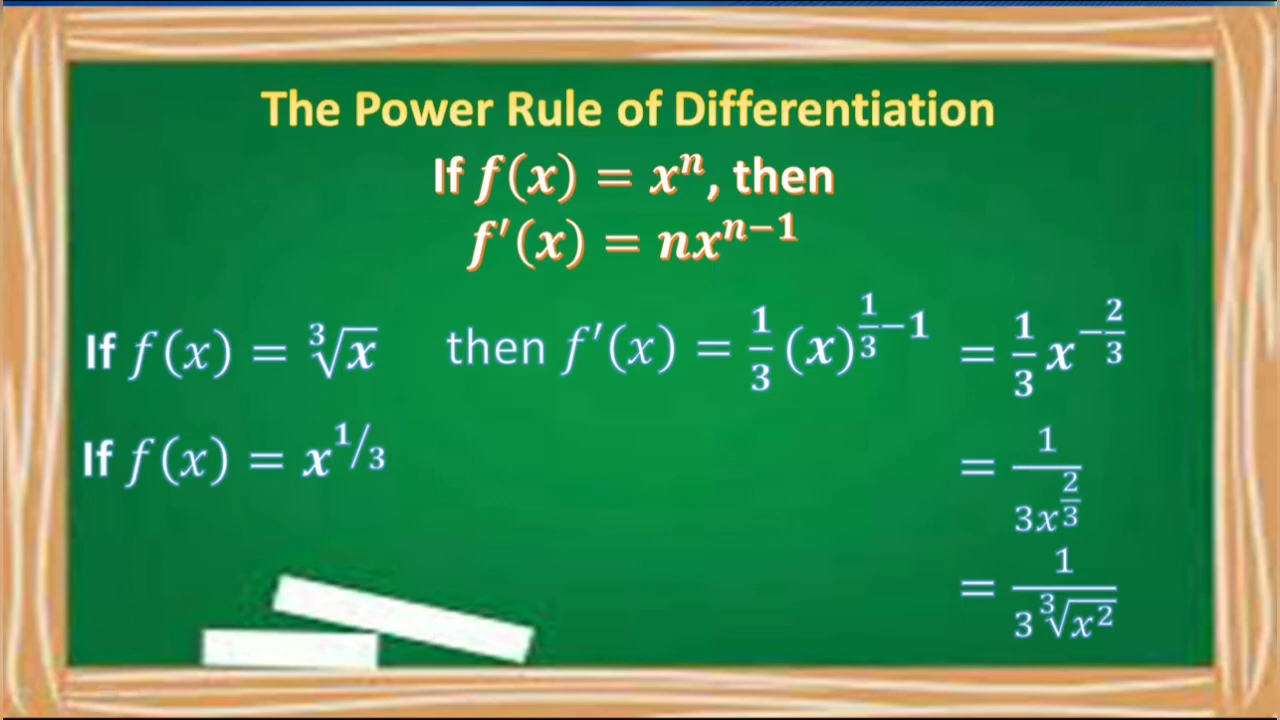 The Power Rule of Differentiation
If f(x) = xⁿ, then
f′(x) = nxⁿ⁻¹
If f(x) = ∛x then f′(x) = 1/3 (x)^(1/3 − 1) = 1/3 x^(−2/3)
If f(x) = x^(1/3)
= 1/(3x^(2/3))
= 1/(3∛x²)